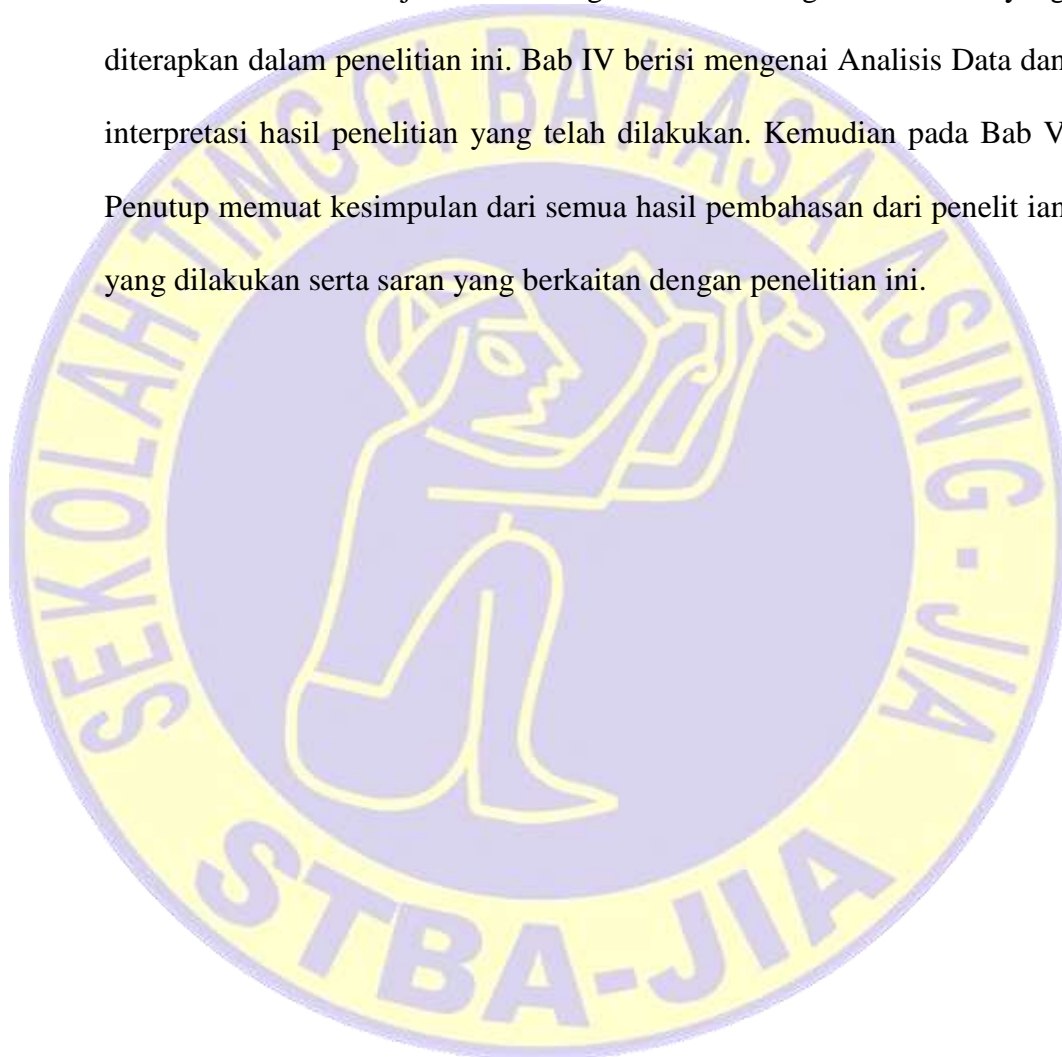 diterapkan dalam penelitian ini. Bab IV berisi mengenai Analisis Data dan
interpretasi hasil penelitian yang telah dilakukan. Kemudian pada Bab V
Penutup memuat kesimpulan dari semua hasil pembahasan dari penelit ian
yang dilakukan serta saran yang berkaitan dengan penelitian ini.
SEKOLAH TINGGI BAHASA ASING - JIA
STBA-JIA